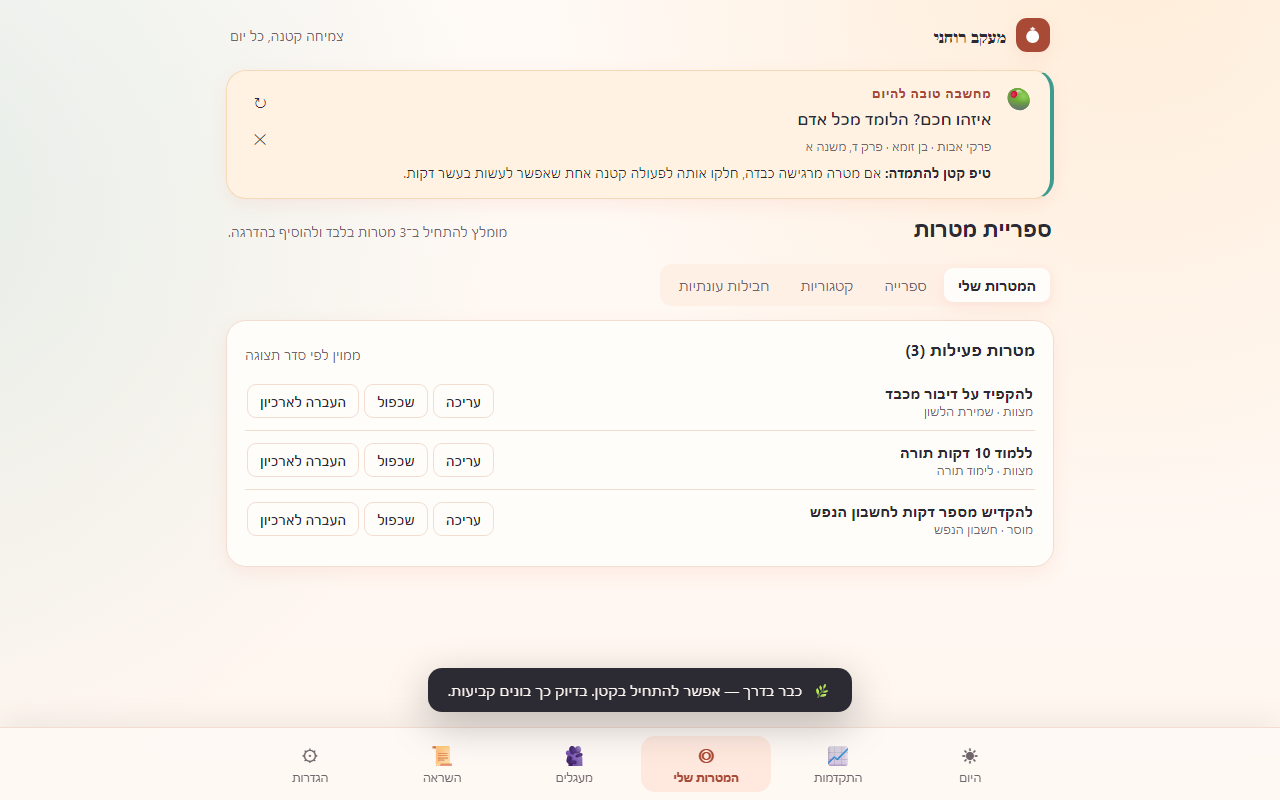 מעקב רוחני
צמיחה קטנה, כל יום
מחשבה טובה להיום
איזהו חכם? הלומד מכל אדם
פרקי אבות · בן זומא · פרק ד, משנה א
טיפ קטן להתמדה: אם מטרה מרגישה כבדה, חלקו אותה לפעולה קטנה אחת שאפשר לעשות בעשר דקות.
ספריית מטרות
מומלץ להתחיל ב־3 מטרות בלבד ולהוסיף בהדרגה.
המטרות שלי
ספרייה
קטגוריות
חבילות עונתיות
מטרות פעילות (3)
ממוין לפי סדר תצוגה
להקפיד על דיבור מכבד
מצוות · שמירת הלשון
עריכה
שכפול
העברה לארכיון
ללמוד 10 דקות תורה
מצוות · לימוד תורה
עריכה
שכפול
העברה לארכיון
להקדיש מספר דקות לחשבון הנפש
מוסר · חשבון הנפש
עריכה
שכפול
העברה לארכיון
כבר בדרך — אפשר להתחיל בקטן. בדיוק כך בונים קביעות.
היום
התקדמות
המטרות שלי
מעגלים
השראה
הגדרות